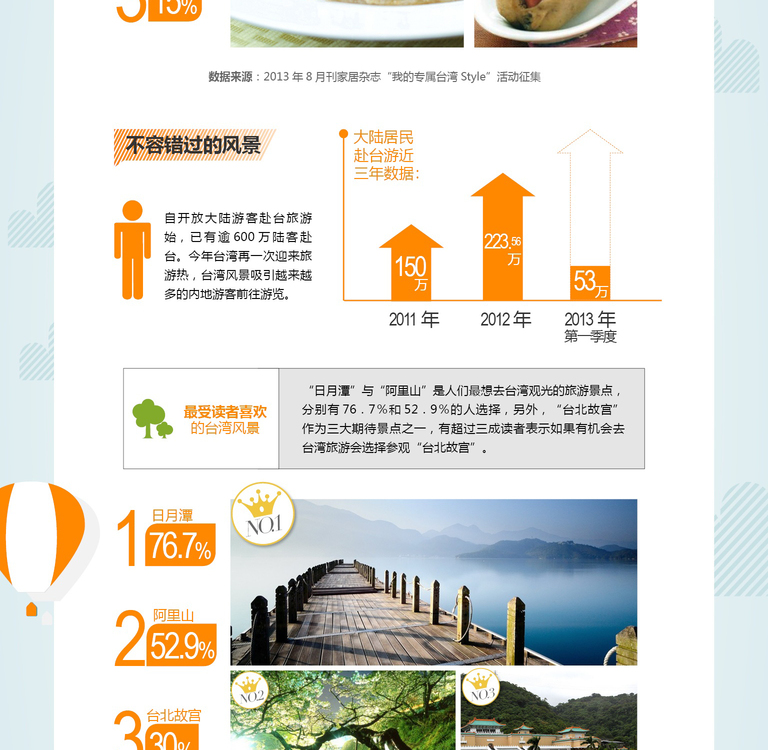 15%
数据来源：2013 年 8 月刊家居杂志“我的专属台湾 Style”活动征集
不容错过的风景
自开放大陆游客赴台旅游
始，已有逾 600 万陆客赴
台。今年台湾再一次迎来旅
游热，台湾风景吸引越来越
多的内地游客前往游览。
大陆居民
赴台游近
三年数据：
150
万
223.56
万
53万
2011 年
2012 年
2013 年
第一季度
最受读者喜欢
的台湾风景
“日月潭”与“阿里山”是人们最想去台湾观光的旅游景点，
分别有 76．7％和 52．9％的人选择，另外，“台北故宫”
作为三大期待景点之一，有超过三成读者表示如果有机会去
台湾旅游会选择参观“台北故宫”。
1 日月潭
76.7%
NO.1
2 阿里山
52.9%
NO.2
NO.3
3 台北故宫
30%